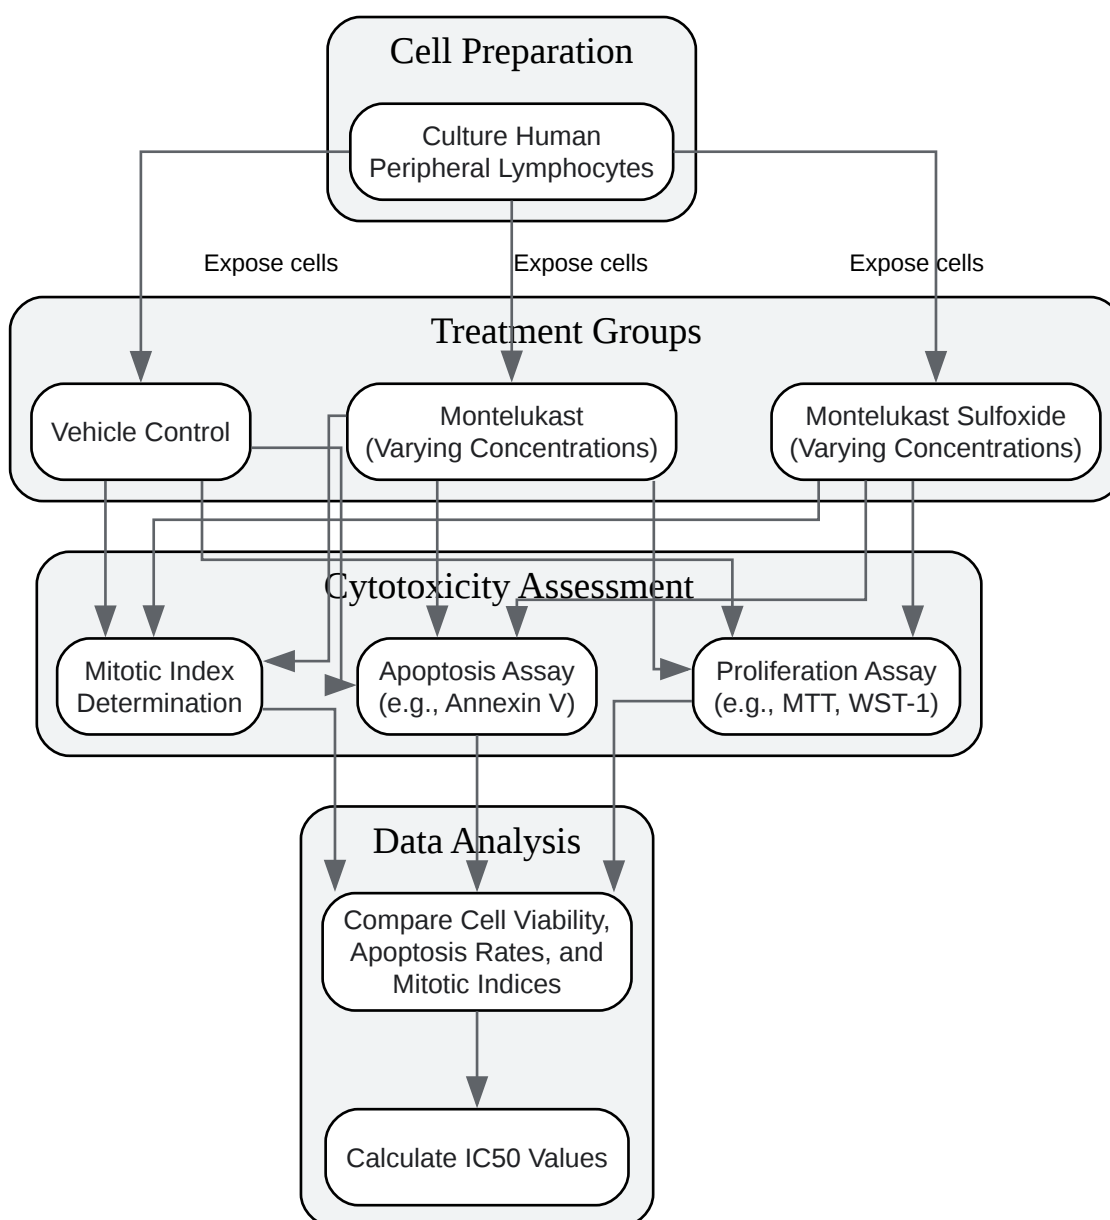 Cell Preparation
Culture Human
Peripheral Lymphocytes
Expose cells
Expose cells
Expose cells
Treatment Groups
Vehicle Control
Montelukast
(Varying Concentrations)
Montelukast Sulfoxide
(Varying Concentrations)
Cytotoxicity Assessment
Mitotic Index
Determination
Apoptosis Assay
(e.g., Annexin V)
Proliferation Assay
(e.g., MTT, WST-1)
Data Analysis
Compare Cell Viability,
Apoptosis Rates, and
Mitotic Indices
Calculate IC50 Values